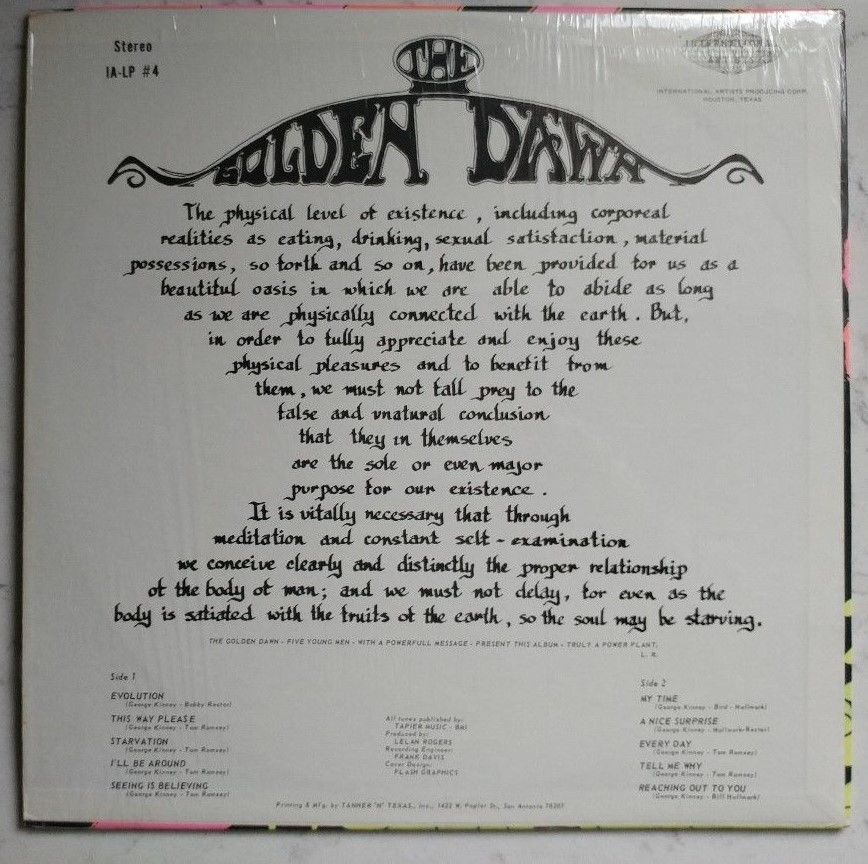 Stereo
IA-LP #4
THE
GOLDEN DAWN
INTERNATIONAL
ARTISTS
INTERNATIONAL ARTISTS PRODUCING CORP.
HOUSTON, TEXAS
The physical level of existence, including corporeal
realities as eating, drinking, sexual satisfaction, material
possessions, so forth and so on, have been provided for us as a
beautiful oasis in which we are able to abide as long
as we are physically connected with the earth. But,
in order to fully appreciate and enjoy these
physical pleasures and to benefit from
them, we must not fall prey to the
false and unatural conclusion
that they in themselves
are the sole or even major
purpose for our existence.
It is vitally necessary that through
meditation and constant self-examination
we conceive clearly and distinctly the proper relationship
of the body of man; and we must not delay, for even as the
body is satiated with the fruits of the earth, so the soul may be starving.
THE GOLDEN DAWN - FIVE YOUNG MEN - WITH A POWERFULL MESSAGE - PRESENT THIS ALBUM - TRULY A POWER PLANT.
L. R.
Side 1
EVOLUTION
(George Kinney - Bobby Rector)
THIS WAY PLEASE
(George Kinney - Tom Ramsey)
STARVATION
(George Kinney - Tom Ramsey)
I'LL BE AROUND
(George Kinney - Tom Ramsey)
SEEING IS BELIEVING
(George Kinney - Tom Ramsey)
All tunes published by:
TAPIER MUSIC - BMI
Produced by:
LELAN ROGERS
Recording Engineer:
FRANK DAVIS
Cover Design:
FLASH GRAPHICS
Side 2
MY TIME
(George Kinney - Bird - Hallmark)
A NICE SURPRISE
(George Kinney - Hallmark-Rector)
EVERY DAY
(George Kinney - Tom Ramsey)
TELL ME WHY
(George Kinney - Tom Ramsey)
REACHING OUT TO YOU
(George Kinney - Bill Hallmark)
Printing & Mfg. by TANNER 'N' TEXAS, Inc., 1422 W. Poplar St., San Antonio 78207